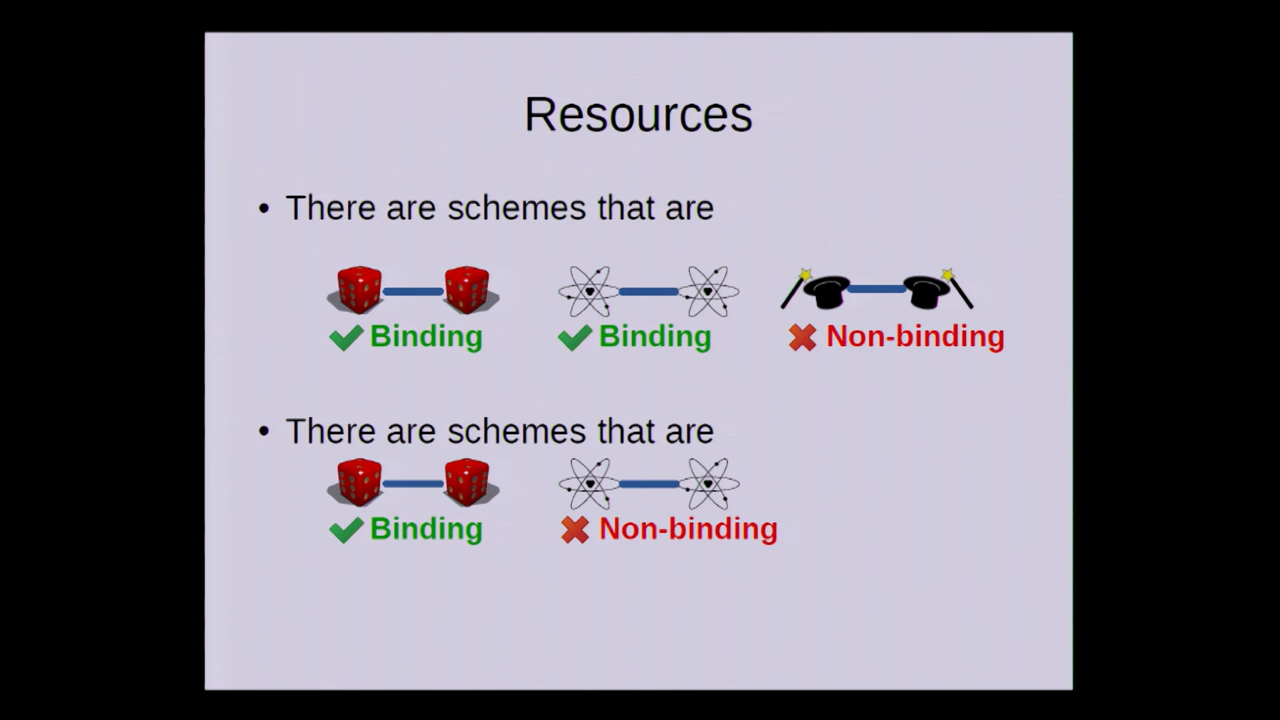 Resources
• There are schemes that are
Binding Binding Non-binding
• There are schemes that are
Binding Non-binding